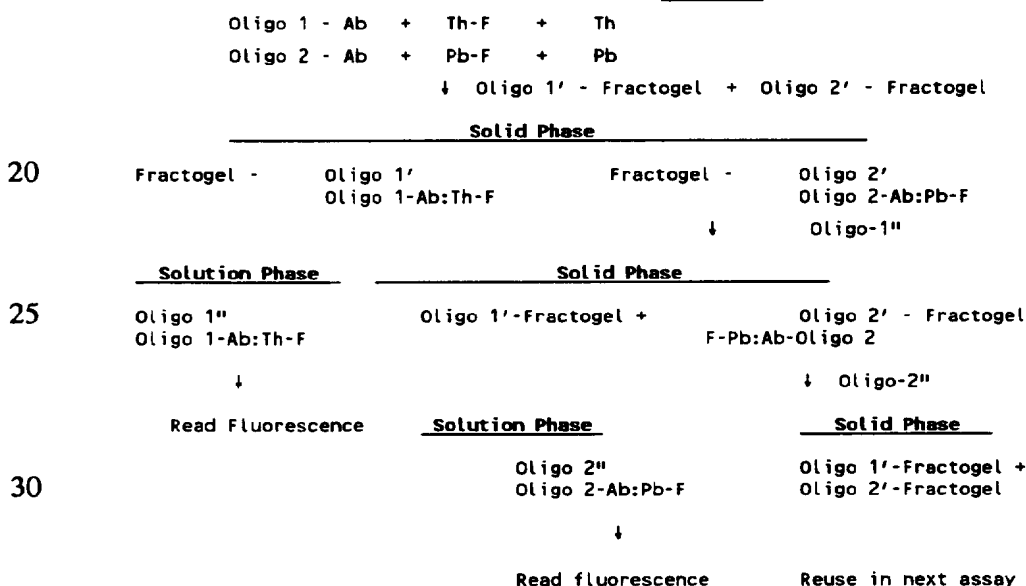 Oligo 1 - Ab + Th-F + Th
Oligo 2 - Ab + Pb-F + Pb
↓ Oligo 1' - Fractogel + Oligo 2' - Fractogel
Solid Phase
20 Fractogel - Oligo 1' Fractogel - Oligo 2'
Oligo 1-Ab:Th-F Oligo 2-Ab:Pb-F
↓ Oligo-1"
Solution Phase Solid Phase
25 Oligo 1" Oligo 1'-Fractogel + Oligo 2' - Fractogel
Oligo 1-Ab:Th-F F-Pb:Ab-Oligo 2
↓ ↓ Oligo-2"
Read Fluorescence Solution Phase Solid Phase
Oligo 2" Oligo 1'-Fractogel +
30 Oligo 2-Ab:Pb-F Oligo 2'-Fractogel
↓
Read fluorescence Reuse in next assay